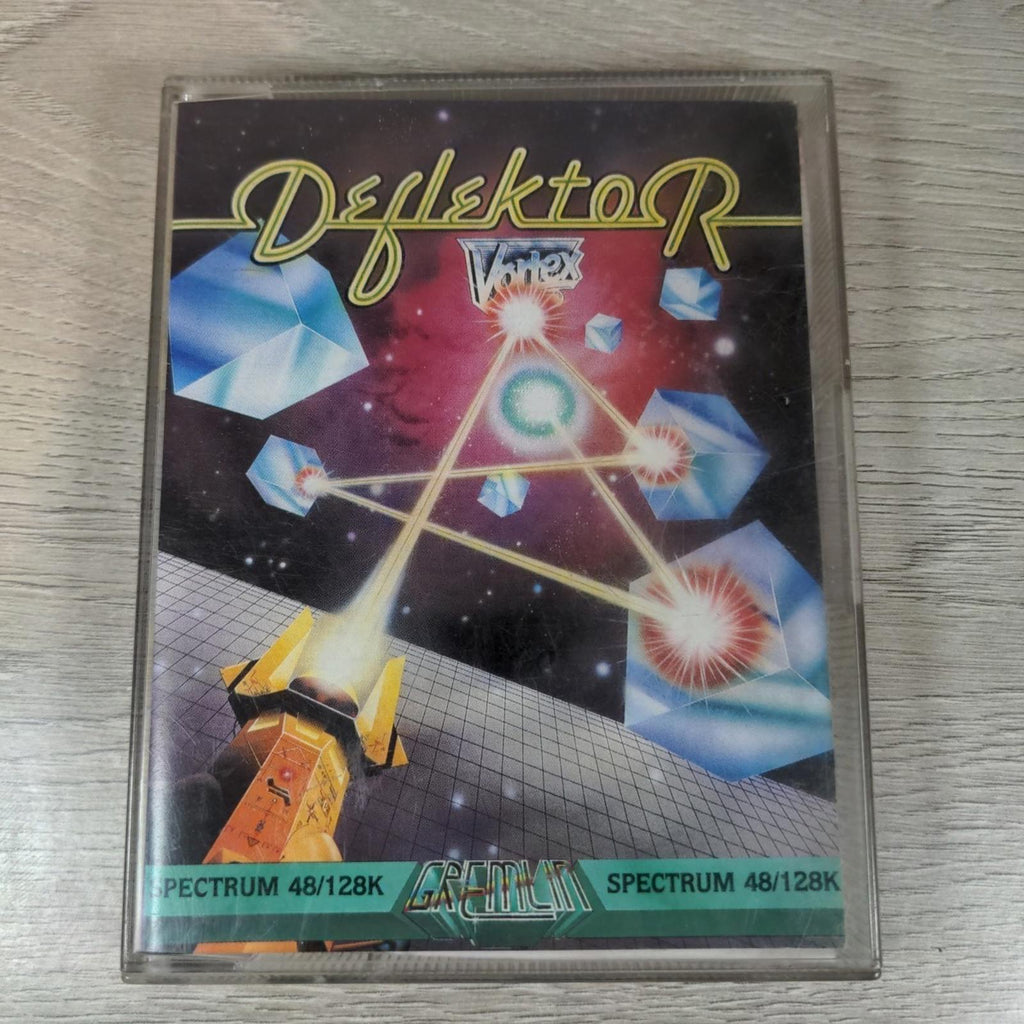 DEFLEKTOR
Vortex
SPECTRUM 48/128K
GREMLIN
SPECTRUM 48/128K